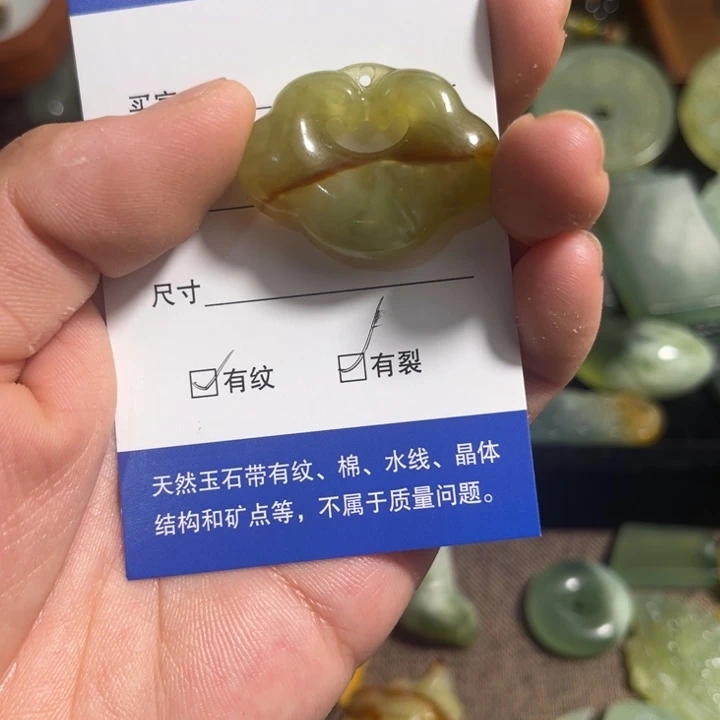 尺寸
有纹 有裂
天然玉石带有纹、棉、水线、晶体
结构和矿点等，不属于质量问题。